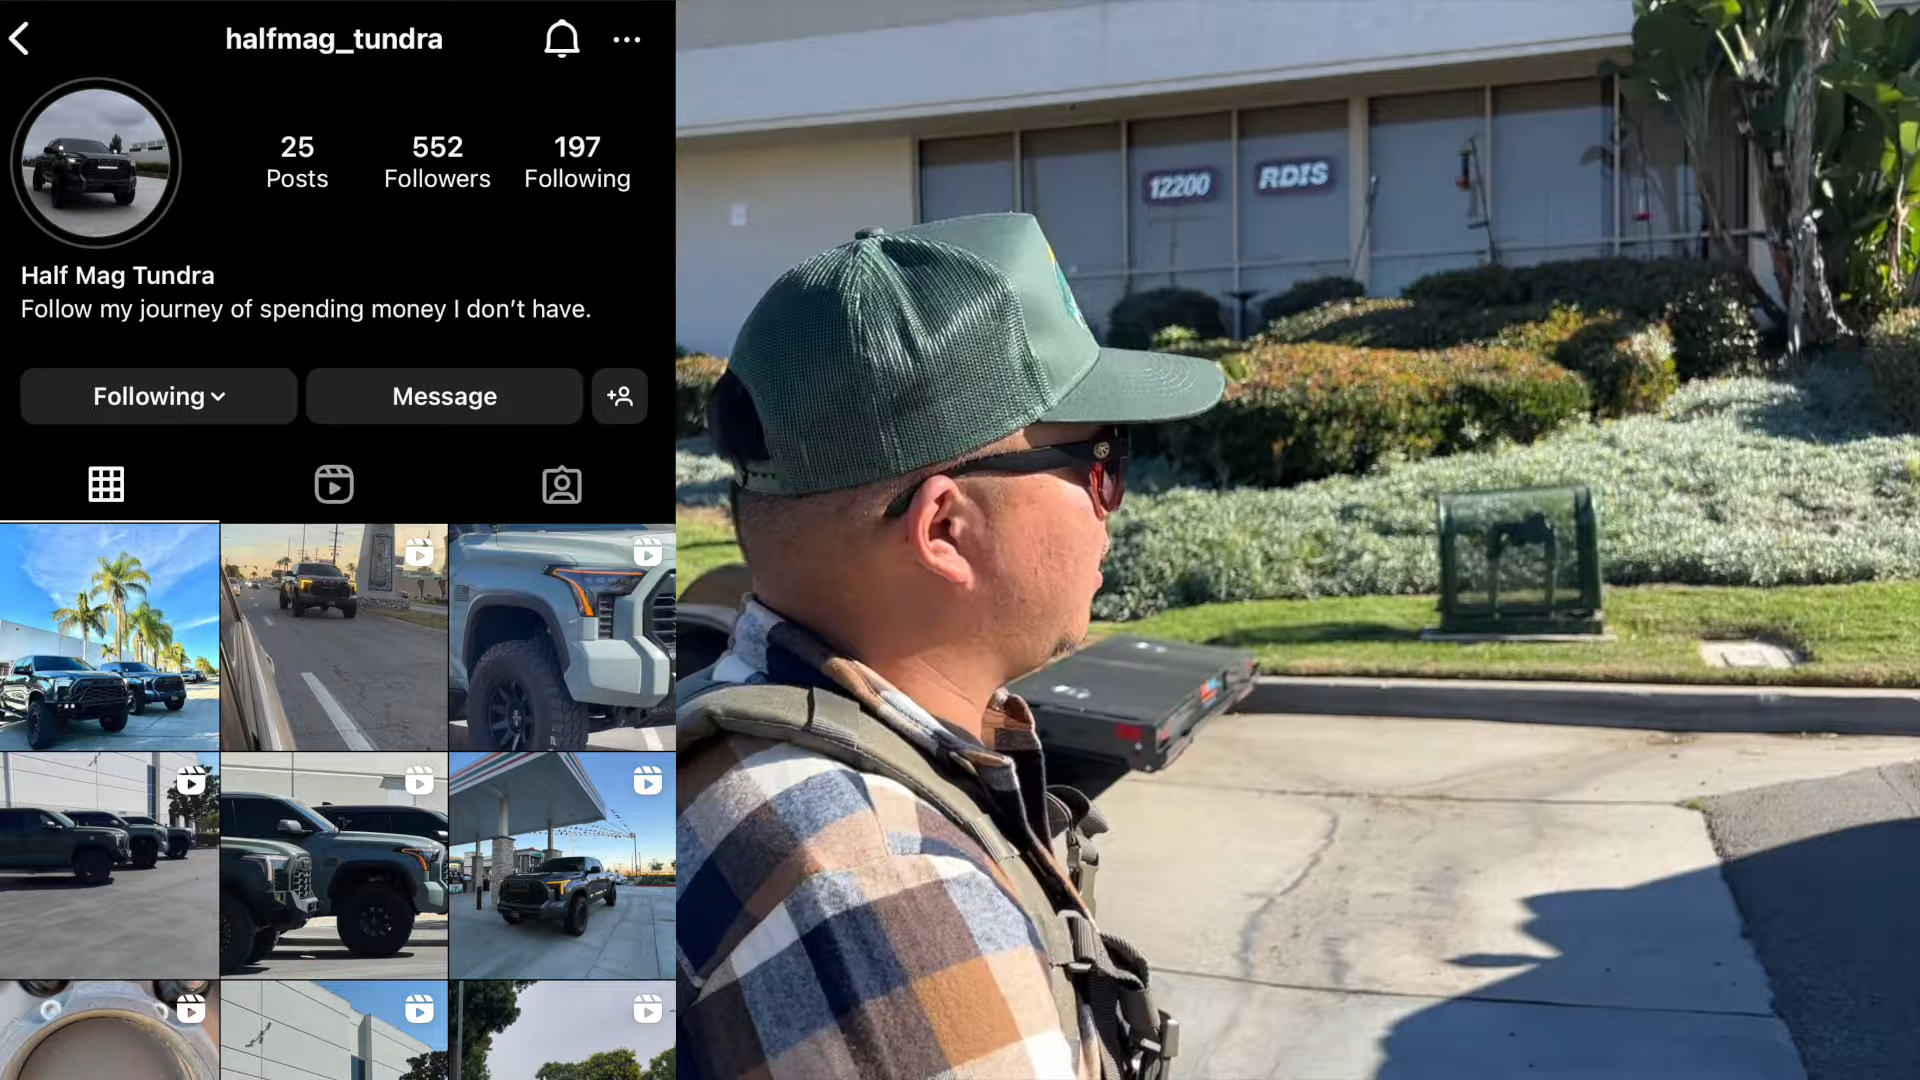 halfmag_tundra
25 552 197
Posts Followers Following
Half Mag Tundra
Follow my journey of spending money I don’t have.
Following Message
12200 RDIS